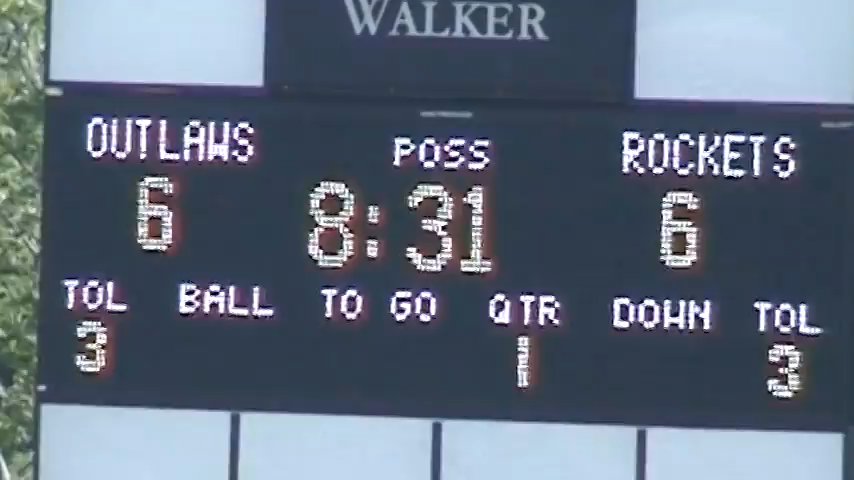 WALKER
OUTLAWS POSS ROCKETS
6 8:31 6
TOL BALL TO GO QTR DOWN TOL
3 1 3